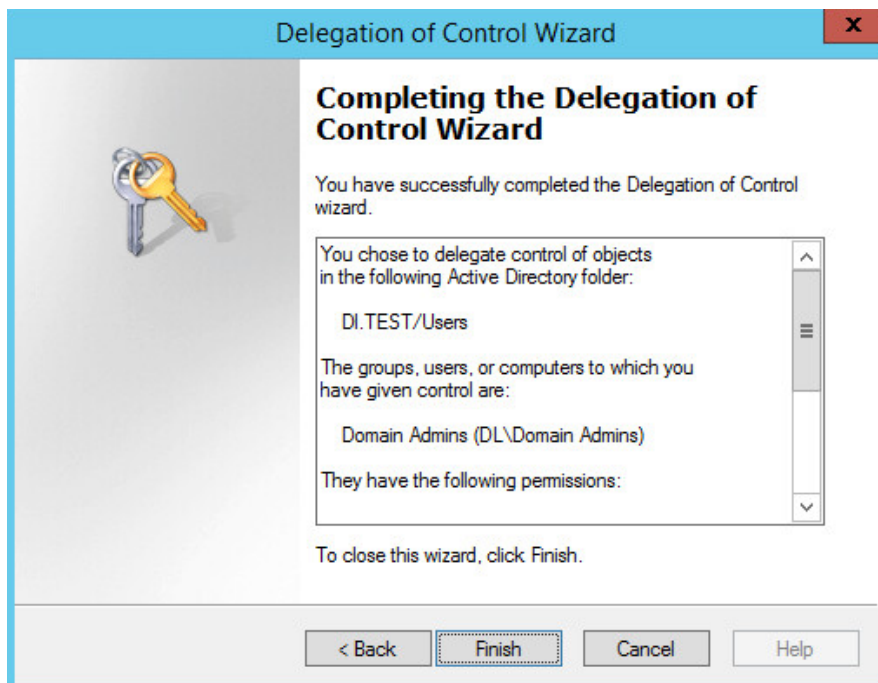 Delegation of Control Wizard
x
Completing the Delegation of
Control Wizard
You have successfully completed the Delegation of Control
wizard.
You chose to delegate control of objects
in the following Active Directory folder:
DI.TEST/Users
The groups, users, or computers to which you
have given control are:
Domain Admins (DL\Domain Admins)
They have the following permissions:
To close this wizard, click Finish.
< Back
Finish
Cancel
Help